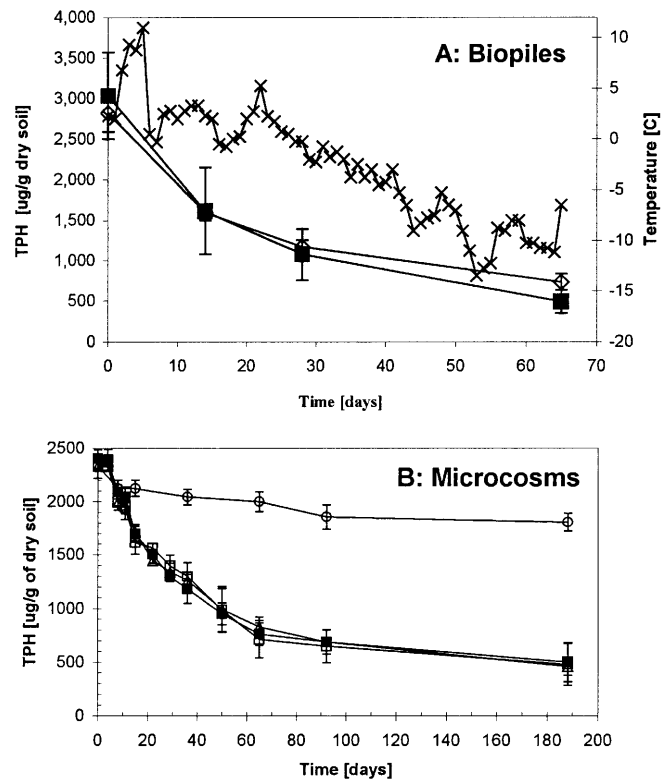 A: Biopiles
TPH [ug/g dry soil]
4,000
3,500
3,000
2,500
2,000
1,500
1,000
500
0
10
5
0
-5
-10
-15
-20
Temperature [C]
0 10 20 30 40 50 60 70
Time [days]
B: Microcosms
TPH [ug/g of dry soil]
2500
2000
1500
1000
500
0
0 20 40 60 80 100 120 140 160 180 200
Time [days]